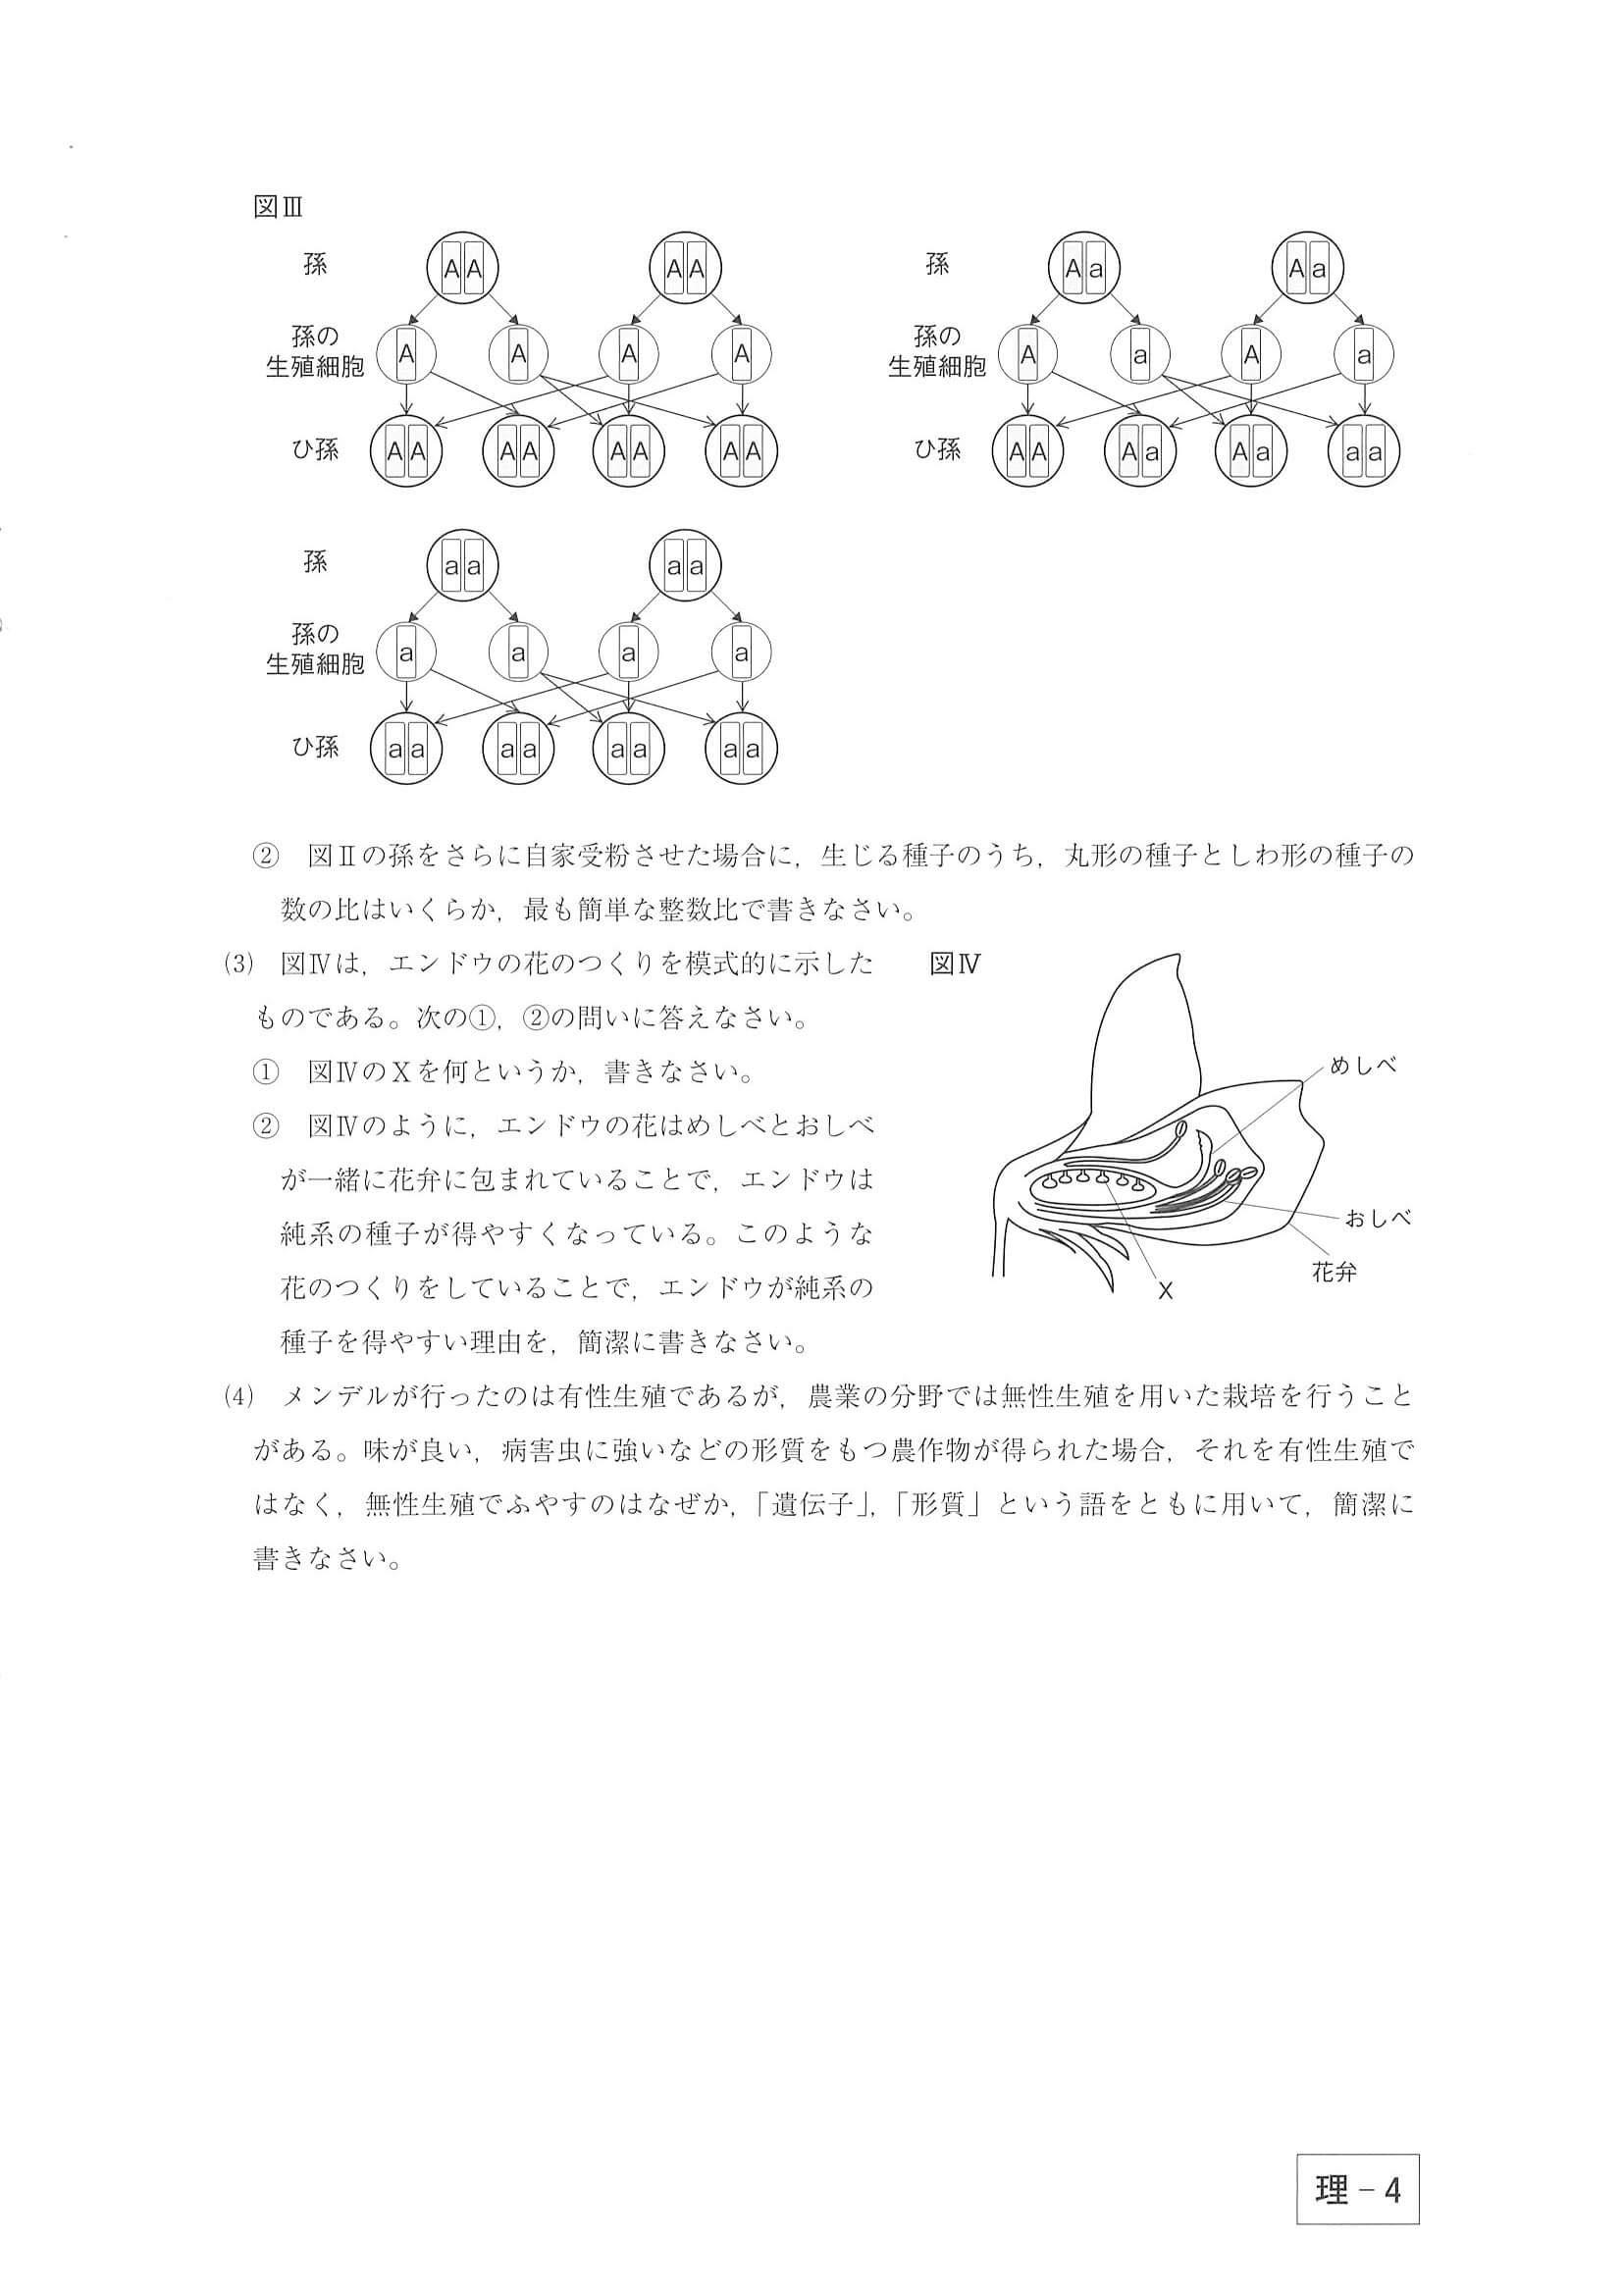 図Ⅲ
孫 AA AA
孫の
生殖細胞 A A A A
ひ孫 AA AA AA AA
孫 Aa Aa
孫の
生殖細胞 A a A a
ひ孫 AA Aa Aa aa
孫 aa aa
孫の
生殖細胞 a a a a
ひ孫 aa aa aa aa
② 図Ⅱの孫をさらに自家受粉させた場合に，生じる種子のうち，丸形の種子としわ形の種子の
数の比はいくらか，最も簡単な整数比で書きなさい。
(3) 図Ⅳは，エンドウの花のつくりを模式的に示した
ものである。次の①，②の問いに答えなさい。
① 図ⅣのXを何というか，書きなさい。
② 図Ⅳのように，エンドウの花はめしべとおしべ
が一緒に花弁に包まれていることで，エンドウは
純系の種子が得やすくなっている。このような
花のつくりをしていることで，エンドウが純系の
種子を得やすい理由を，簡潔に書きなさい。
図Ⅳ
めしべ
おしべ
花弁
X
(4) メンデルが行ったのは有性生殖であるが，農業の分野では無性生殖を用いた栽培を行うこと
がある。味が良い，病害虫に強いなどの形質をもつ農作物が得られた場合，それを有性生殖で
はなく，無性生殖でふやすのはなぜか，「遺伝子」，「形質」という語をともに用いて，簡潔に
書きなさい。
理－4